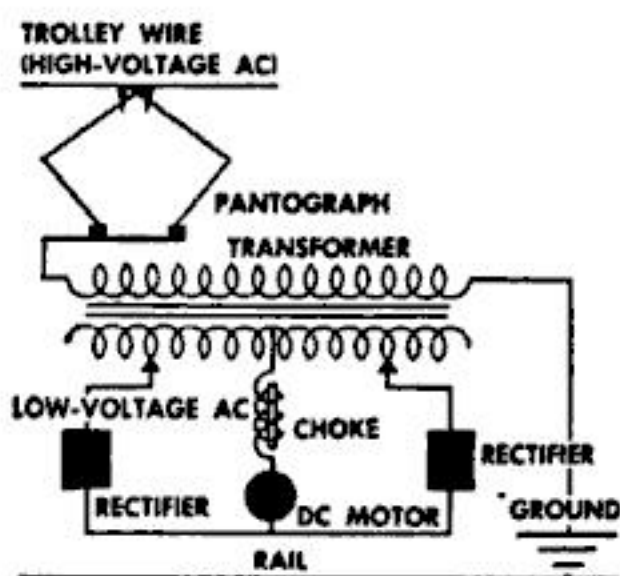 TROLLEY WIRE
(HIGH-VOLTAGE AC)
PANTOGRAPH
TRANSFORMER
LOW-VOLTAGE AC
CHOKE
RECTIFIER
RECTIFIER
DC MOTOR
GROUND
RAIL